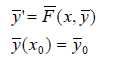 y̅' = F̅(x, y̅)
y̅(x₀) = y̅₀